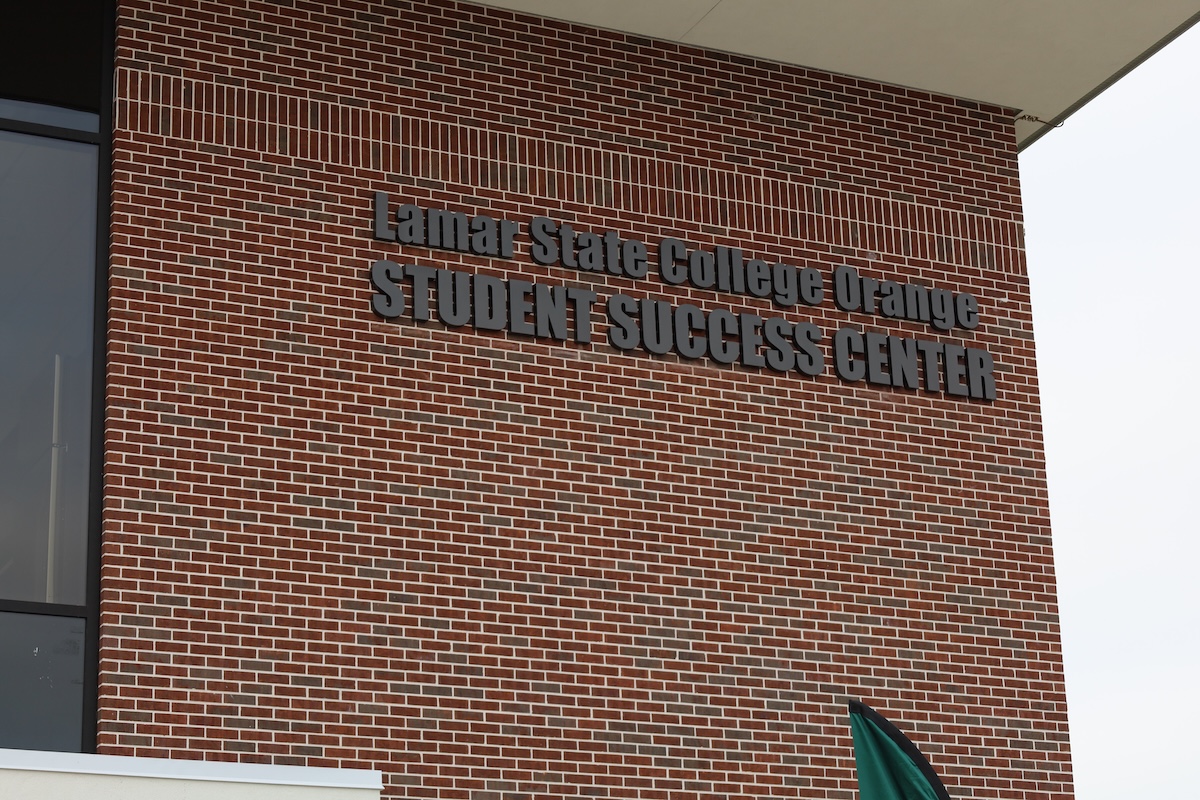 Lamar State College Orange
STUDENT SUCCESS CENTER